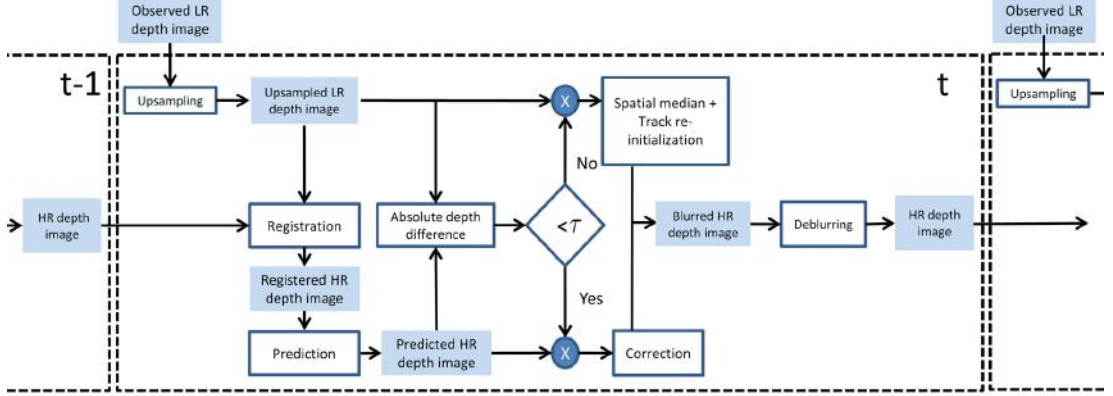 Observed LR
depth image
Observed LR
depth image
t-1
t
Upsampling
Upsampled LR
depth image
X
Spatial median +
Track re-
initialization
Upsampling
No
HR depth
image
Registration
Absolute depth
difference
<τ
Blurred HR
depth image
Deblurring
HR depth
image
Registered HR
depth image
Yes
Prediction
Predicted HR
depth image
X
Correction